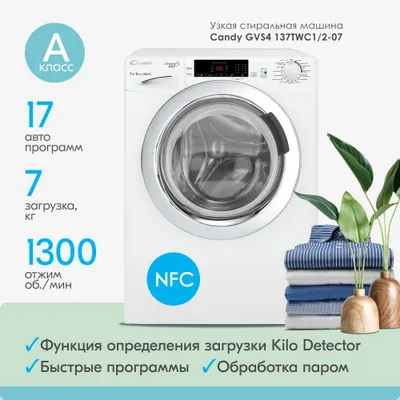 Узкая стиральная машина
Candy GVS4 137TWC1/2-07
А
класс
17
авто
программ
7
загрузка,
кг
1300
отжим
об./мин
NFC
Функция определения загрузки Kilo Detector
Быстрые программы
Обработка паром